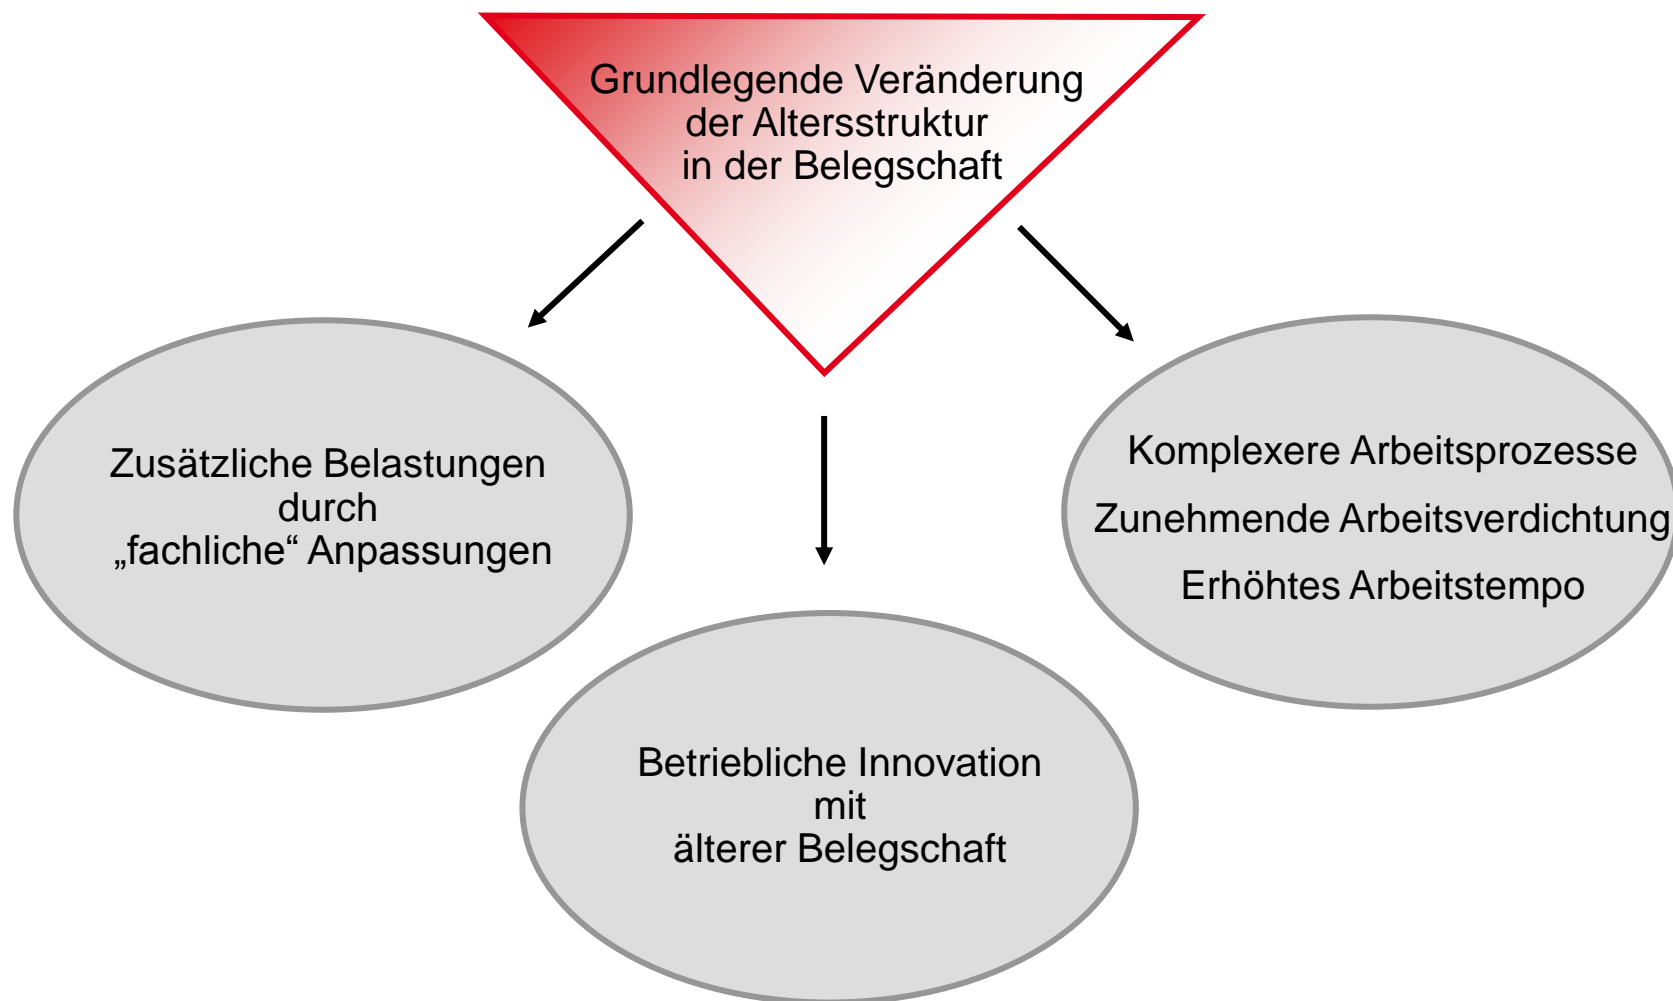 Grundlegende Veränderung
der Altersstruktur
in der Belegschaft
Zusätzliche Belastungen
durch
„fachliche“ Anpassungen
Betriebliche Innovation
mit
älterer Belegschaft
Komplexere Arbeitsprozesse
Zunehmende Arbeitsverdichtung
Erhöhtes Arbeitstempo